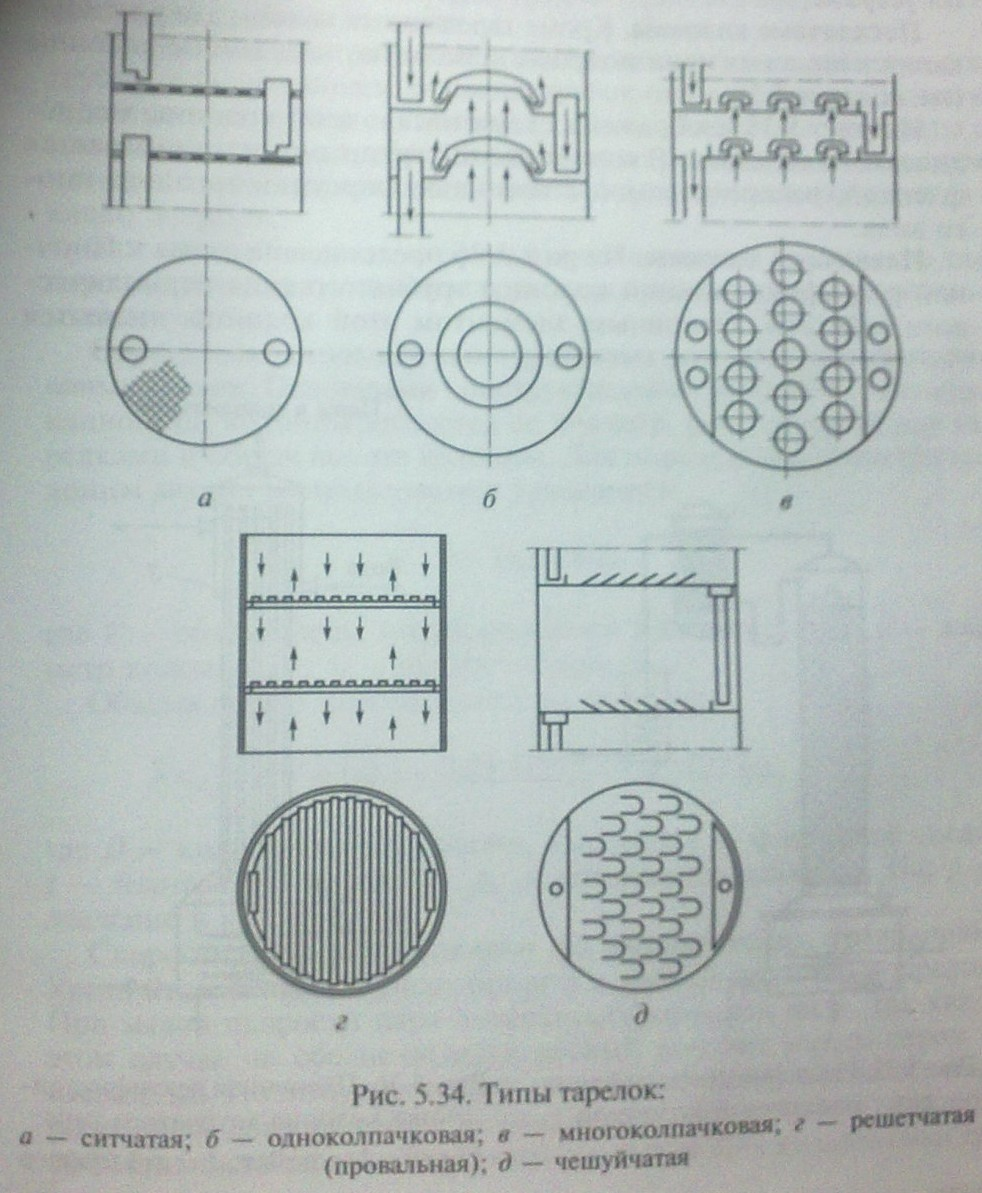 а
б
в
г
д
Рис. 5.34. Типы тарелок:
а — ситчатая; б — одноколпачковая; в — многоколпачковая; г — решетчатая
(провальная); д — чешуйчатая